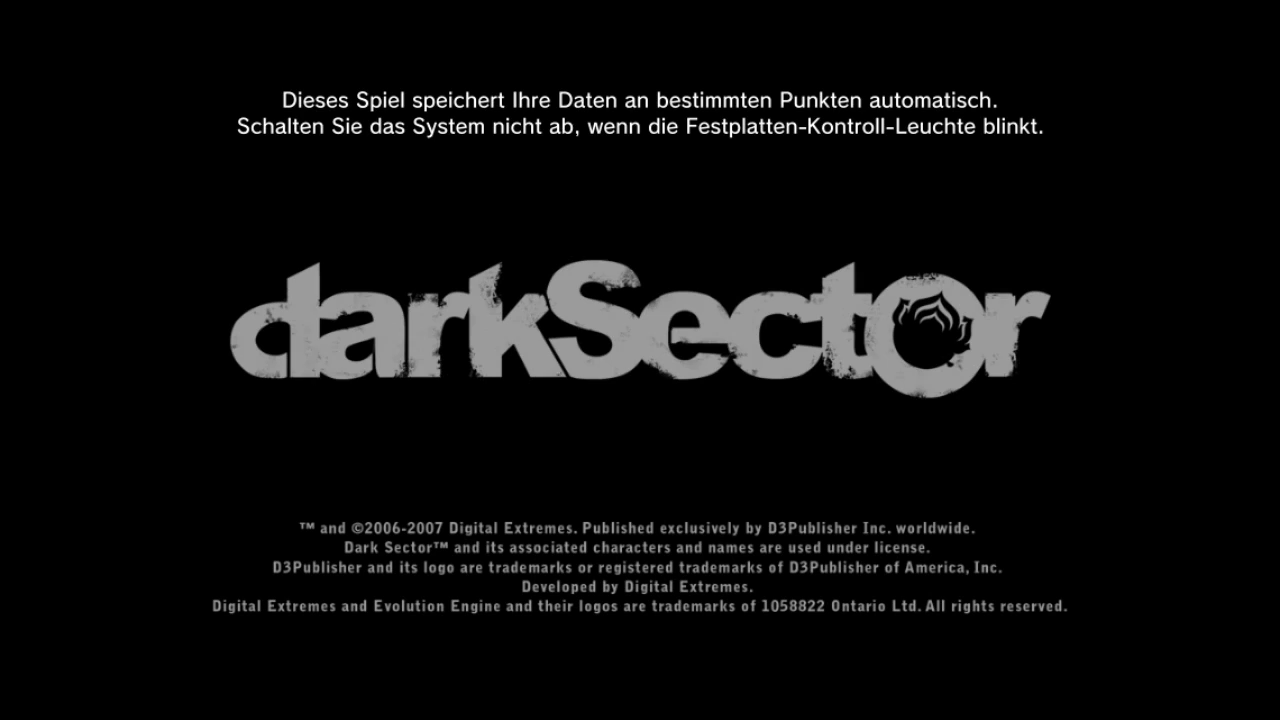 Dieses Spiel speichert Ihre Daten an bestimmten Punkten automatisch.
Schalten Sie das System nicht ab, wenn die Festplatten-Kontroll-Leuchte blinkt.
darkSector
™ and ©2006-2007 Digital Extremes. Published exclusively by D3Publisher Inc. worldwide.
Dark Sector™ and its associated characters and names are used under license.
D3Publisher and its logo are trademarks or registered trademarks of D3Publisher of America, Inc.
Developed by Digital Extremes.
Digital Extremes and Evolution Engine and their logos are trademarks of 1058822 Ontario Ltd. All rights reserved.